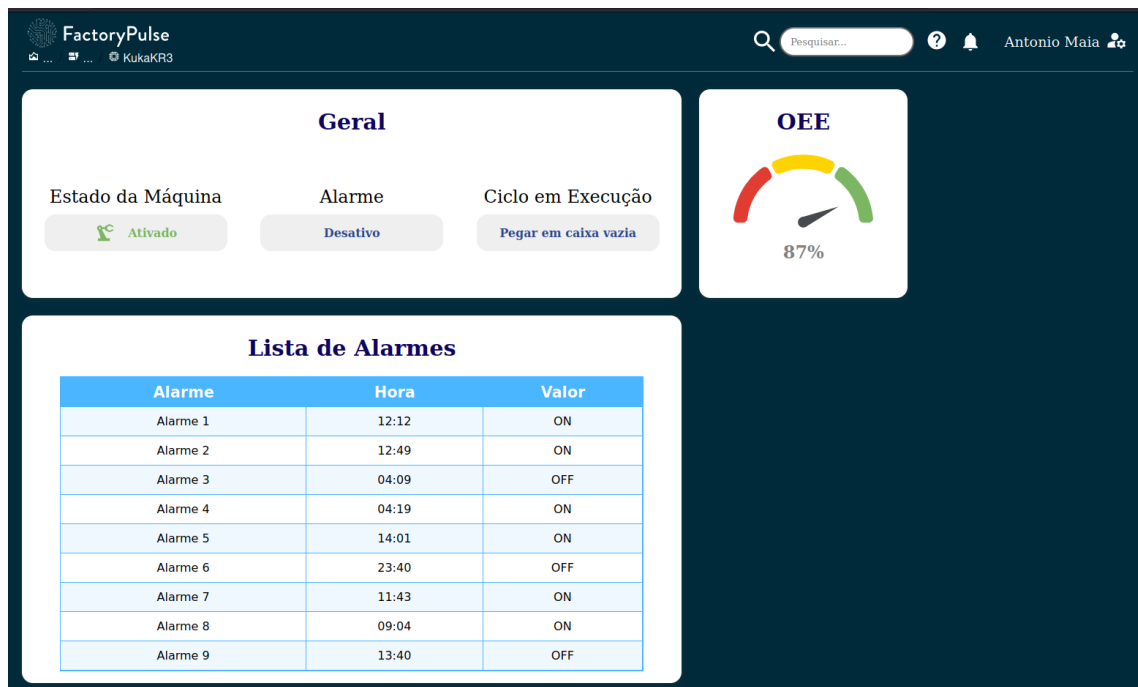 FactoryPulse
Pesquisar...
Antonio Maia
... / ... / KukaKR3
Geral
Estado da Máquina
Alarme
Ciclo em Execução
Ativado
Desativo
Pegar em caixa vazia
OEE
87%
Lista de Alarmes
Alarme Hora Valor
Alarme 1 12:12 ON
Alarme 2 12:49 ON
Alarme 3 04:09 OFF
Alarme 4 04:19 ON
Alarme 5 14:01 ON
Alarme 6 23:40 OFF
Alarme 7 11:43 ON
Alarme 8 09:04 ON
Alarme 9 13:40 OFF